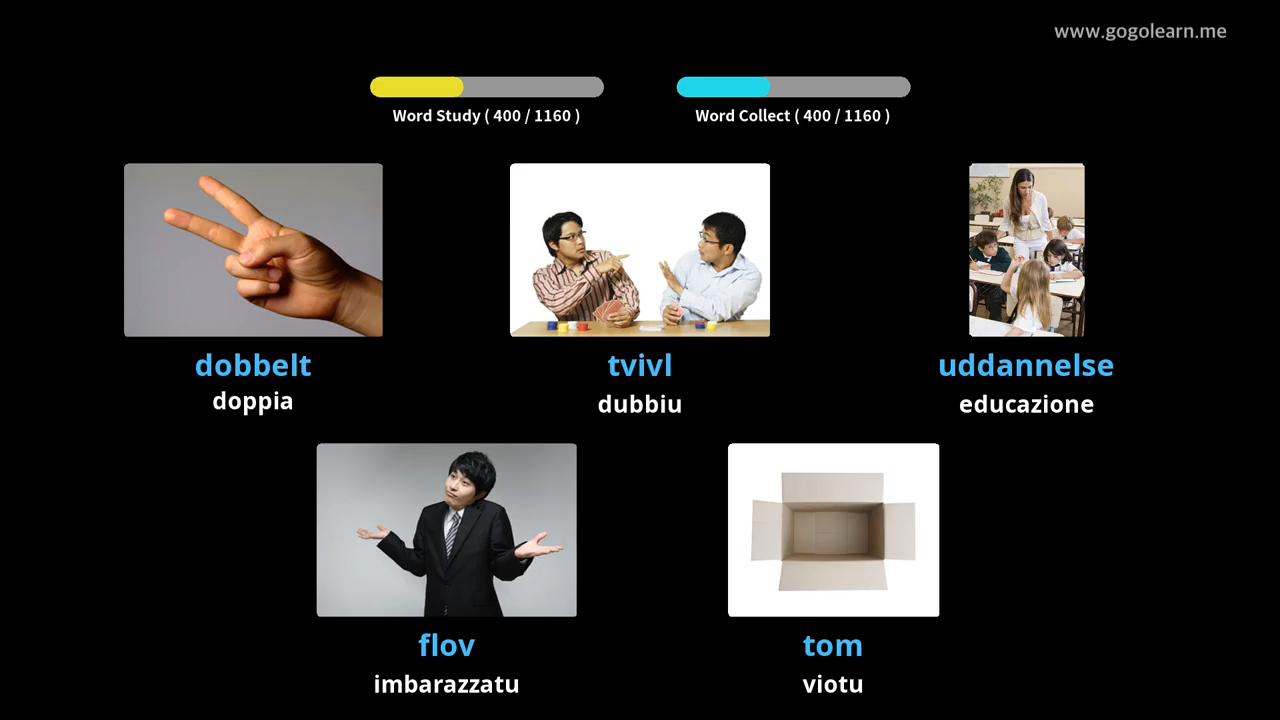 www.gogolearn.me
Word Study ( 400 / 1160 )
Word Collect ( 400 / 1160 )
dobbelt
doppia
tvivl
dubbiu
uddannelse
educazione
flov
imbarazzatu
tom
viotu